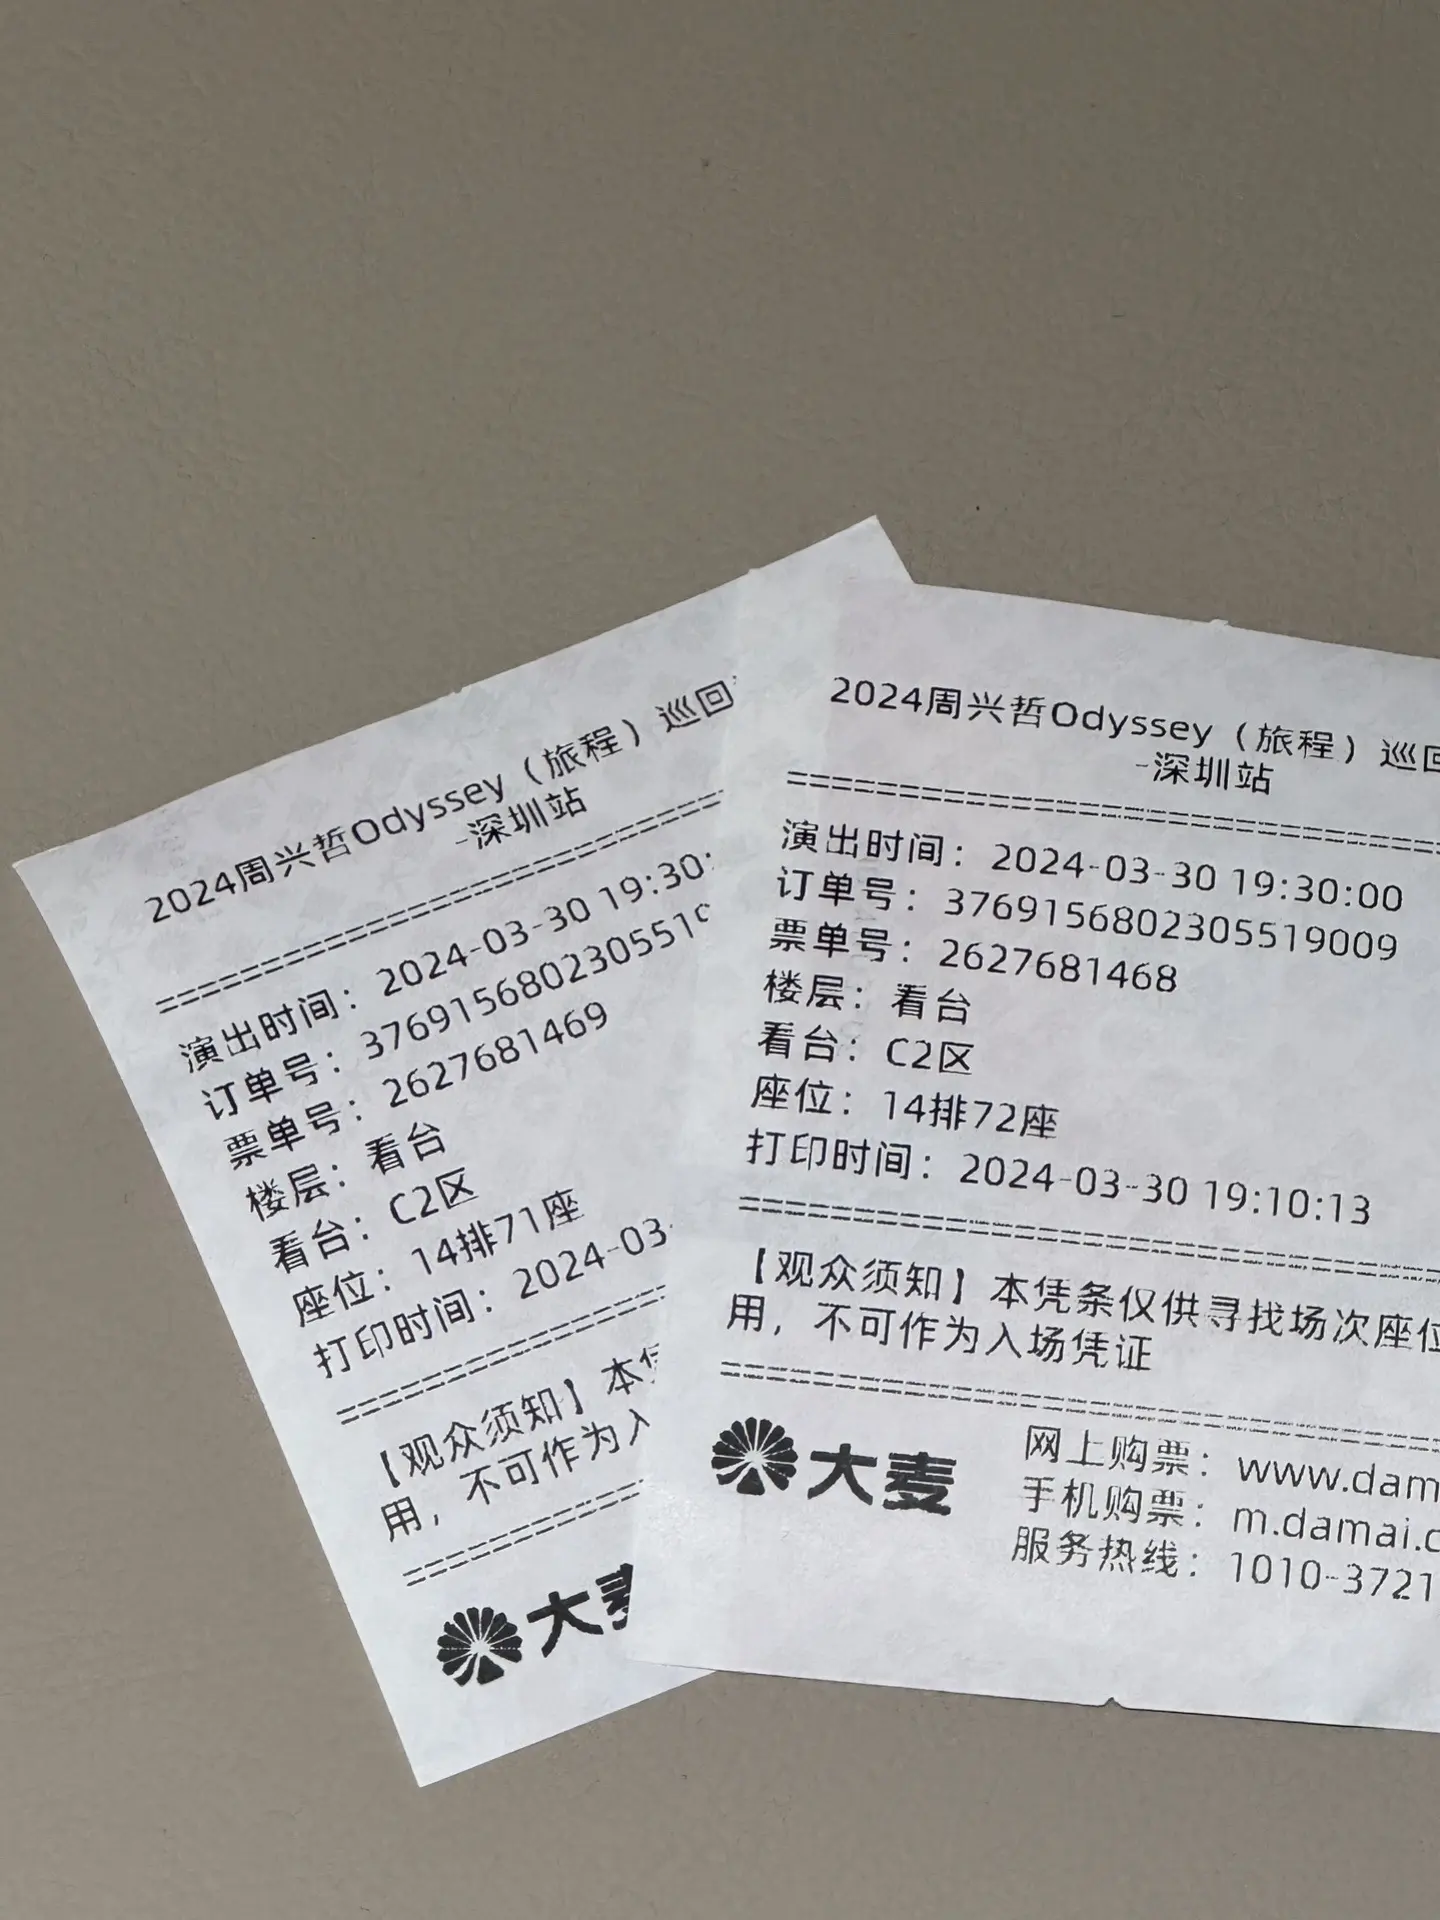 2024周兴哲Odyssey（旅程）巡回
-深圳站
演出时间：2024-03-30 19:30:
订单号：3769156802305519
票单号：2627681469
楼层：看台
看台：C2区
座位：14排71座
打印时间：2024-03-
【观众须知】本凭
用，不可作为入
大麦
2024周兴哲Odyssey（旅程）巡回
-深圳站
演出时间：2024-03-30 19:30:00
订单号：3769156802305519009
票单号：2627681468
楼层：看台
看台：C2区
座位：14排72座
打印时间：2024-03-30 19:10:13
【观众须知】本凭条仅供寻找场次座位
用，不可作为入场凭证
大麦
网上购票：www.dam
手机购票：m.damai.c
服务热线：1010-3721